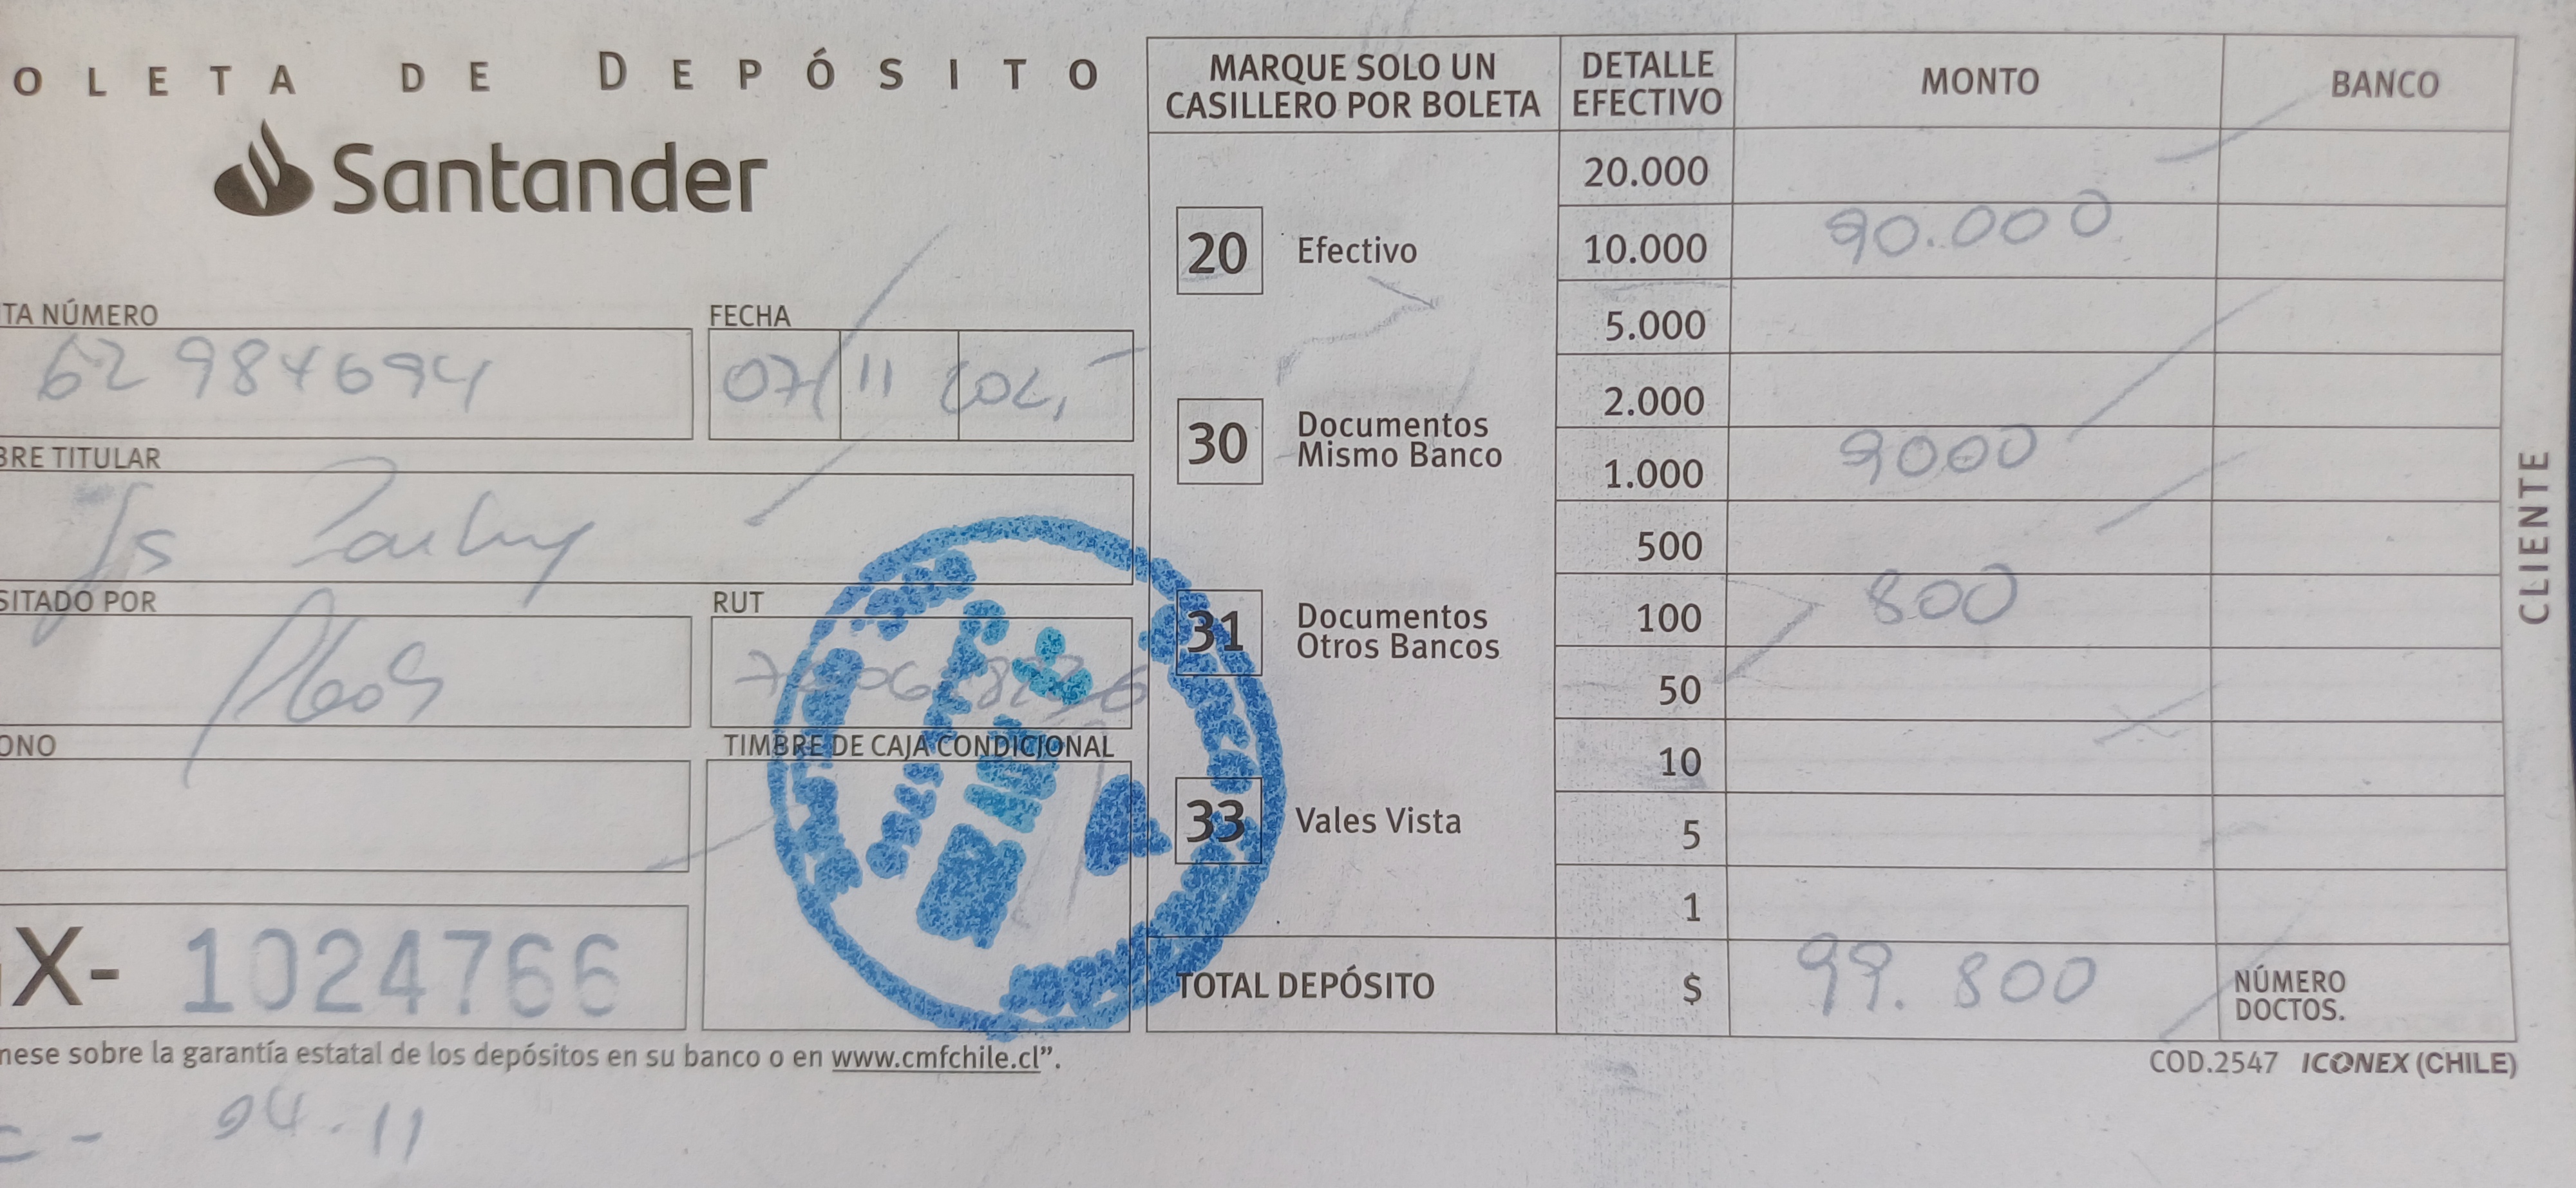 OLETA DE DEPÓSITO
Santander
TA NÚMERO
62984694
FECHA
07/11
BRE TITULAR
SITADO POR
RUT
ONO
TIMBRE DE CAJA CONDICIONAL
X- 1024766
nese sobre la garantía estatal de los depósitos en su banco o en www.cmfchile.cl”.
04-11
MARQUE SOLO UN
CASILLERO POR BOLETA
20 Efectivo
30 Documentos
Mismo Banco
31 Documentos
Otros Bancos
33 Vales Vista
DETALLE
EFECTIVO
MONTO
BANCO
20.000
10.000 90.000
5.000
2.000
1.000 9000
500
100 800
50
10
5
1
TOTAL DEPÓSITO $ 99.800
NÚMERO
DOCTOS.
CLIENTE
COD.2547 ICONEX (CHILE)